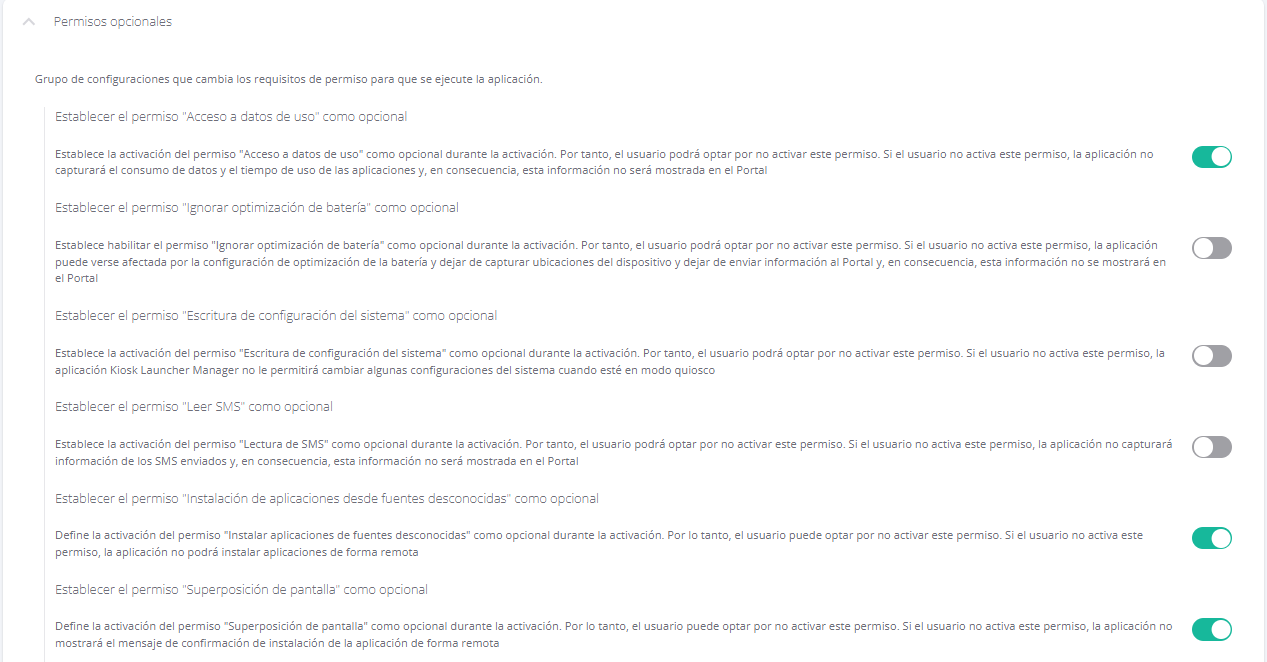 Permisos opcionales
Grupo de configuraciones que cambia los requisitos de permiso para que se ejecute la aplicación.
Establecer el permiso "Acceso a datos de uso" como opcional
Establece la activación del permiso "Acceso a datos de uso" como opcional durante la activación. Por tanto, el usuario podrá optar por no activar este permiso. Si el usuario no activa este permiso, la aplicación no
capturará el consumo de datos y el tiempo de uso de las aplicaciones y, en consecuencia, esta información no será mostrada en el Portal
Establecer el permiso "Ignorar optimización de batería" como opcional
Establece habilitar el permiso "Ignorar optimización de batería" como opcional durante la activación. Por tanto, el usuario podrá optar por no activar este permiso. Si el usuario no activa este permiso, la aplicación
puede verse afectada por la configuración de optimización de la batería y dejar de capturar ubicaciones del dispositivo y dejar de enviar información al Portal y, en consecuencia, esta información no se mostrará en
el Portal
Establecer el permiso "Escritura de configuración del sistema" como opcional
Establece la activación del permiso "Escritura de configuración del sistema" como opcional durante la activación. Por tanto, el usuario podrá optar por no activar este permiso. Si el usuario no activa este permiso, la
aplicación Kiosk Launcher Manager no le permitirá cambiar algunas configuraciones del sistema cuando esté en modo quiosco
Establecer el permiso "Leer SMS" como opcional
Establece la activación del permiso "Lectura de SMS" como opcional durante la activación. Por tanto, el usuario podrá optar por no activar este permiso. Si el usuario no activa este permiso, la aplicación no capturará
información de los SMS enviados y, en consecuencia, esta información no será mostrada en el Portal
Establecer el permiso "Instalación de aplicaciones desde fuentes desconocidas" como opcional
Define la activación del permiso "Instalar aplicaciones de fuentes desconocidas" como opcional durante la activación. Por lo tanto, el usuario puede optar por no activar este permiso. Si el usuario no activa este
permiso, la aplicación no podrá instalar aplicaciones de forma remota
Establecer el permiso "Superposición de pantalla" como opcional
Define la activación del permiso "Superposición de pantalla" como opcional durante la activación. Por lo tanto, el usuario puede optar por no activar este permiso. Si el usuario no activa este permiso, la aplicación no
mostrará el mensaje de confirmación de instalación de la aplicación de forma remota